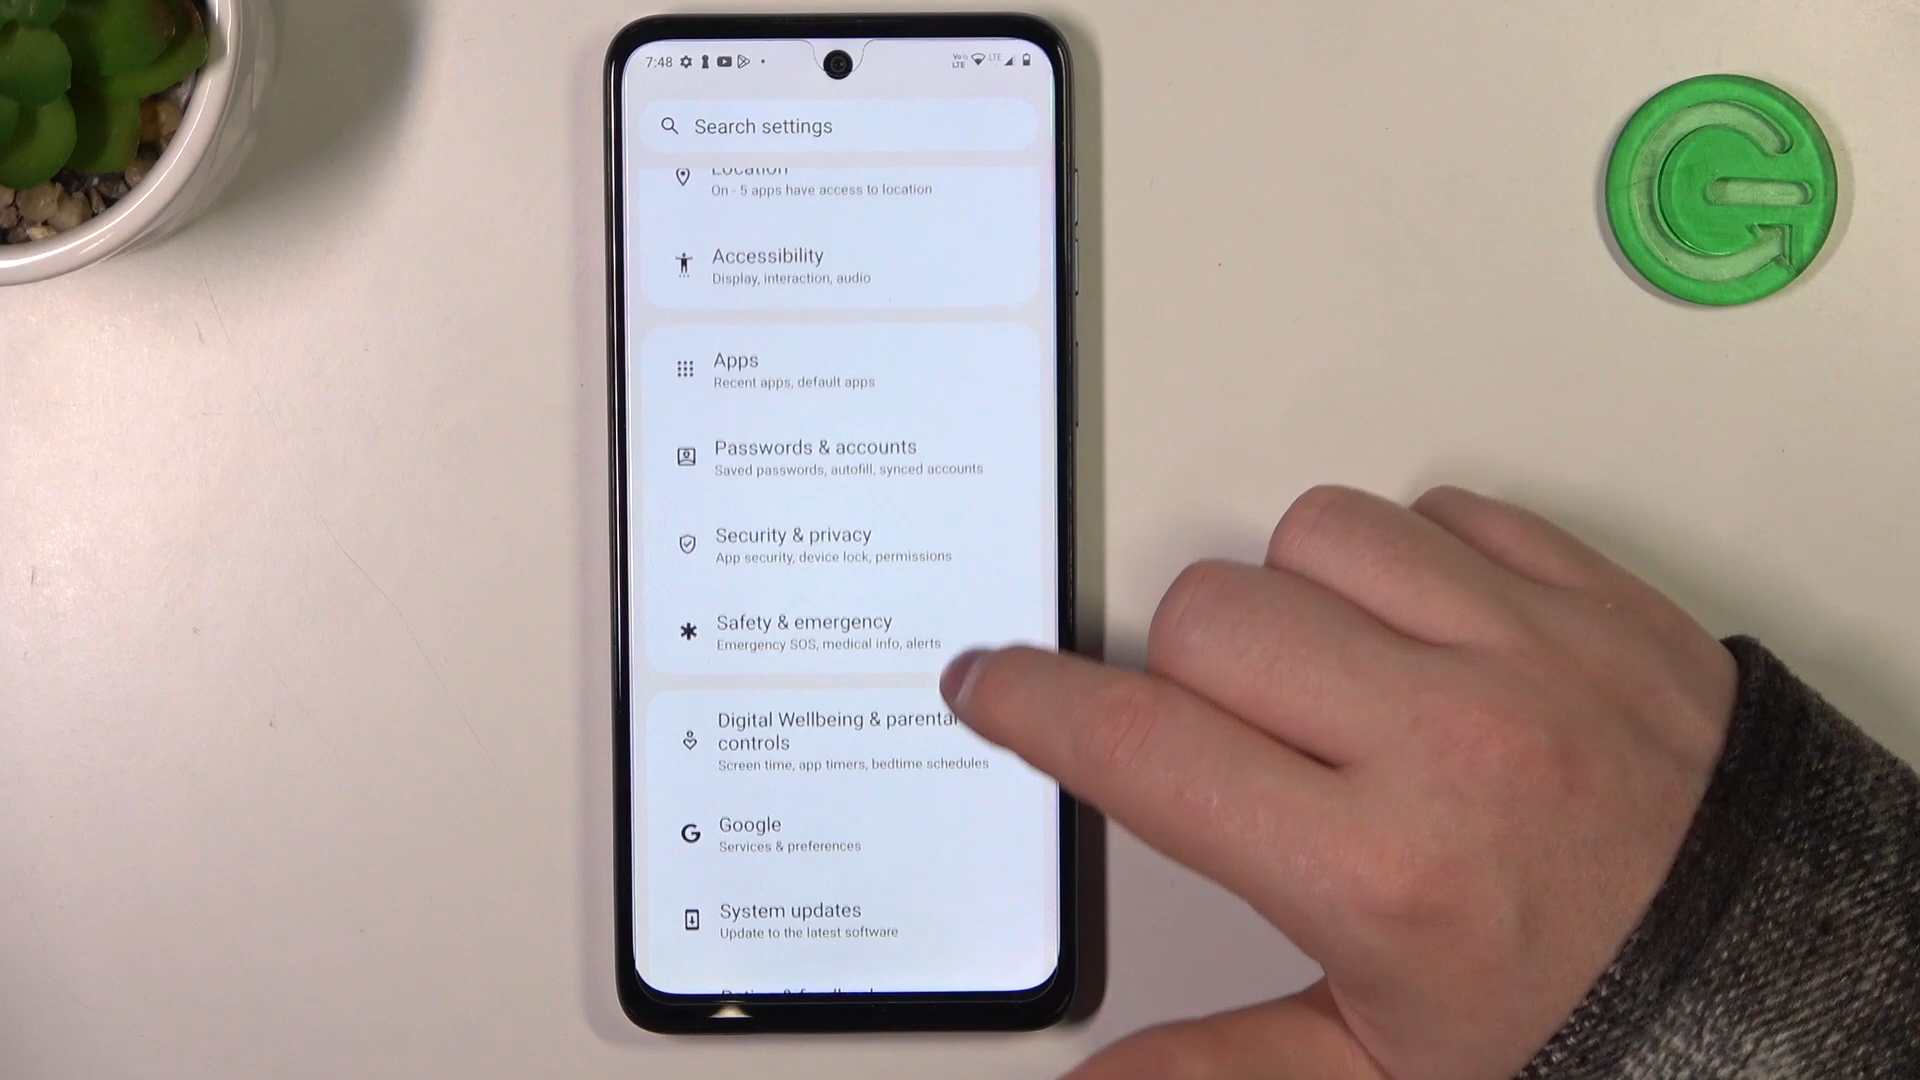 7:48
VoLTE LTE
Search settings
Location
On - 5 apps have access to location
Accessibility
Display, interaction, audio
Apps
Recent apps, default apps
Passwords & accounts
Saved passwords, autofill, synced accounts
Security & privacy
App security, device lock, permissions
Safety & emergency
Emergency SOS, medical info, alerts
Digital Wellbeing & parental
controls
Screen time, app timers, bedtime schedules
Google
Services & preferences
System updates
Update to the latest software